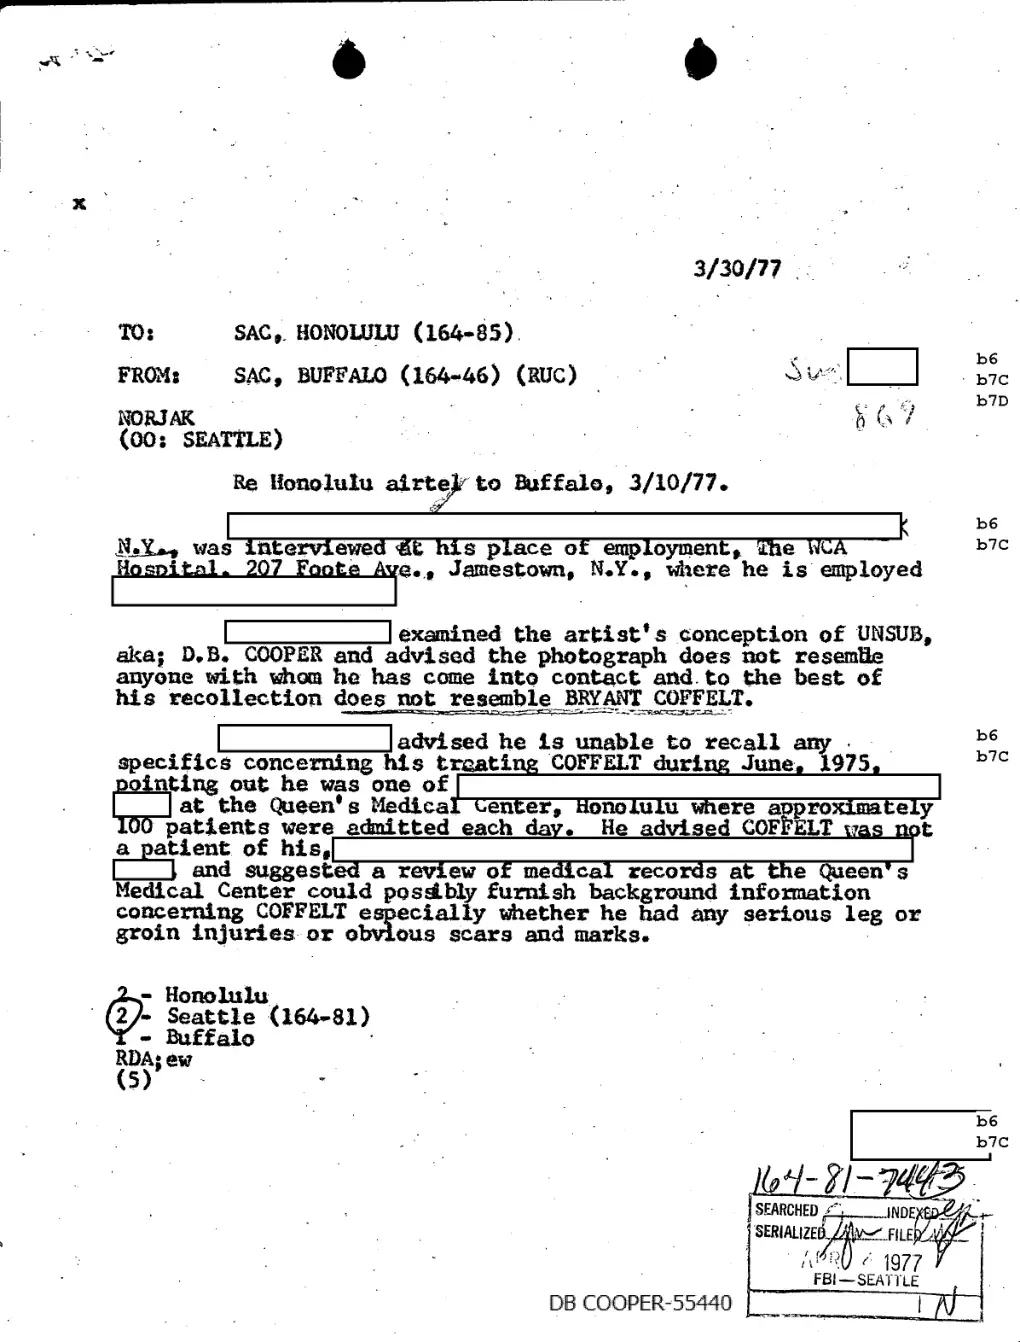 x
3/30/77
TO: SAC, HONOLULU (164-85)
FROM: SAC, BUFFALO (164-46) (RUC)
b6
b7C
b7D
869
NORJAK
(OO: SEATTLE)
Re Honolulu airtel to Buffalo, 3/10/77.
b6
b7C
N.Y., was interviewed at his place of employment, The WCA
Hospital, 207 Foote Ave., Jamestown, N.Y., where he is employed
examined the artist's conception of UNSUB,
aka; D.B. COOPER and advised the photograph does not resemble
anyone with whom he has come into contact and to the best of
his recollection does not resemble BRYANT COFFELT.
b6
b7C
advised he is unable to recall any
specifics concerning his treating COFFELT during June, 1975,
pointing out he was one of
at the Queen's Medical Center, Honolulu where approximately
100 patients were admitted each day. He advised COFFELT was not
a patient of his,
, and suggested a review of medical records at the Queen's
Medical Center could possibly furnish background information
concerning COFFELT especially whether he had any serious leg or
groin injuries or obvious scars and marks.
2 - Honolulu
2 - Seattle (164-81)
1 - Buffalo
RDA;ew
(5)
b6
b7C
164-81-7443
SEARCHED INDEXED
SERIALIZED FILED
1977
FBI—SEATTLE
N
DB COOPER-55440